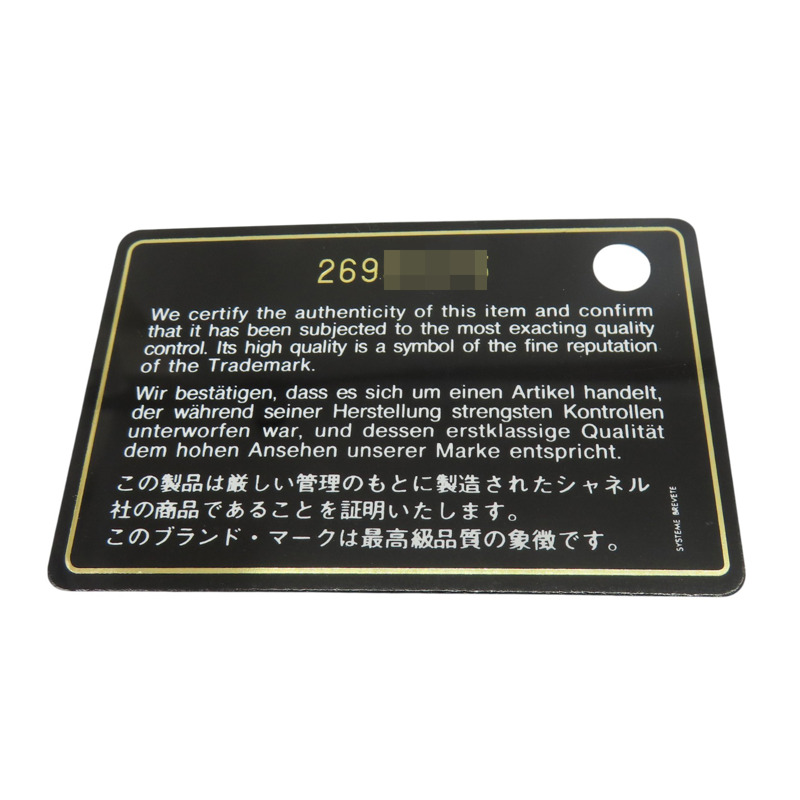 269
We certify the authenticity of this item and confirm
that it has been subjected to the most exacting quality
control. Its high quality is a symbol of the fine reputation
of the Trademark.
Wir bestätigen, dass es sich um einen Artikel handelt,
der während seiner Herstellung strengsten Kontrollen
unterworfen war, und dessen erstklassige Qualität
dem hohen Ansehen unserer Marke entspricht.
この製品は厳しい管理のもとに製造されたシャネル
社の商品であることを証明いたします。
このブランド・マークは最高級品質の象徴です。
SYSTEME BREVETE